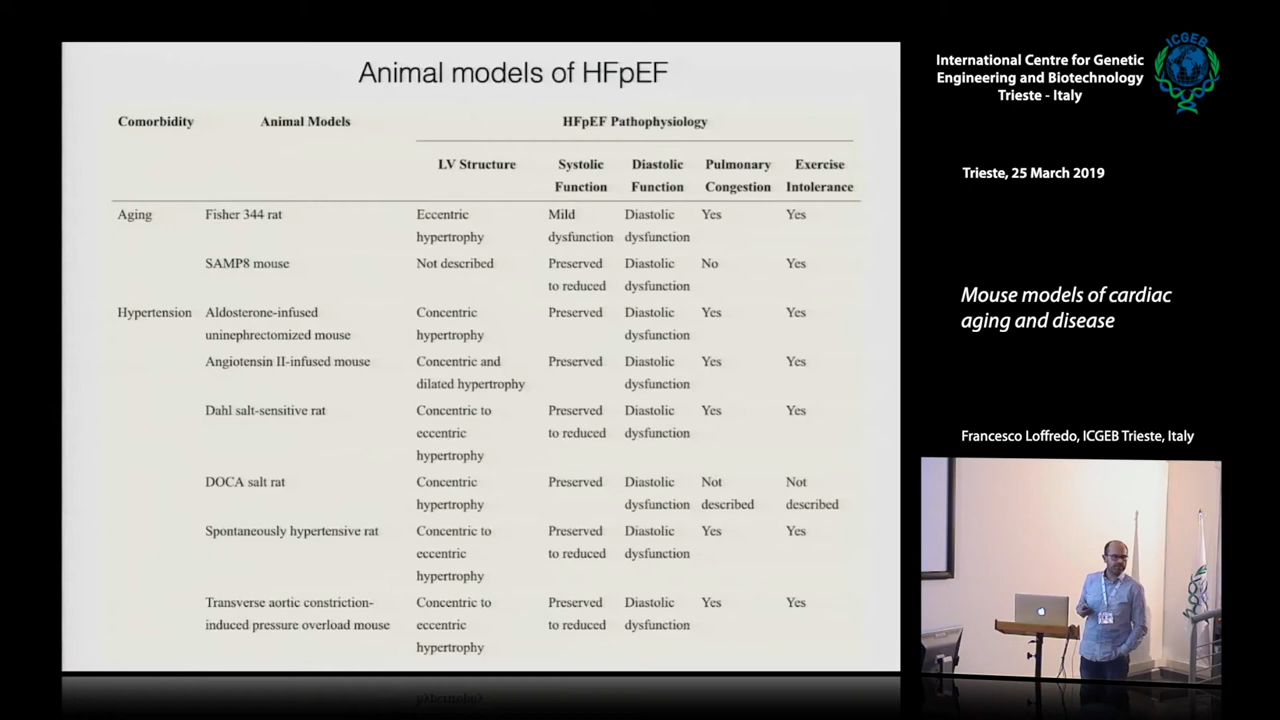 Animal models of HFpEF
Comorbidity Animal Models HFpEF Pathophysiology
LV Structure Systolic Function Diastolic Function Pulmonary Congestion Exercise Intolerance
Aging Fisher 344 rat Eccentric hypertrophy Mild dysfunction Diastolic dysfunction Yes Yes
SAMP8 mouse Not described Preserved to reduced Diastolic dysfunction No Yes
Hypertension Aldosterone-infused uninephrectomized mouse Concentric hypertrophy Preserved Diastolic dysfunction Yes Yes
Angiotensin II-infused mouse Concentric and dilated hypertrophy Preserved Diastolic dysfunction Yes Yes
Dahl salt-sensitive rat Concentric to eccentric hypertrophy Preserved to reduced Diastolic dysfunction Yes Yes
DOCA salt rat Concentric hypertrophy Preserved Diastolic dysfunction Not described Not described
Spontaneously hypertensive rat Concentric to eccentric hypertrophy Preserved to reduced Diastolic dysfunction Yes Yes
Transverse aortic constriction-induced pressure overload mouse Concentric to eccentric hypertrophy Preserved to reduced Diastolic dysfunction Yes Yes
International Centre for Genetic
Engineering and Biotechnology
Trieste - Italy
ICGEB
Trieste, 25 March 2019
Mouse models of cardiac
aging and disease
Francesco Loffredo, ICGEB Trieste, Italy